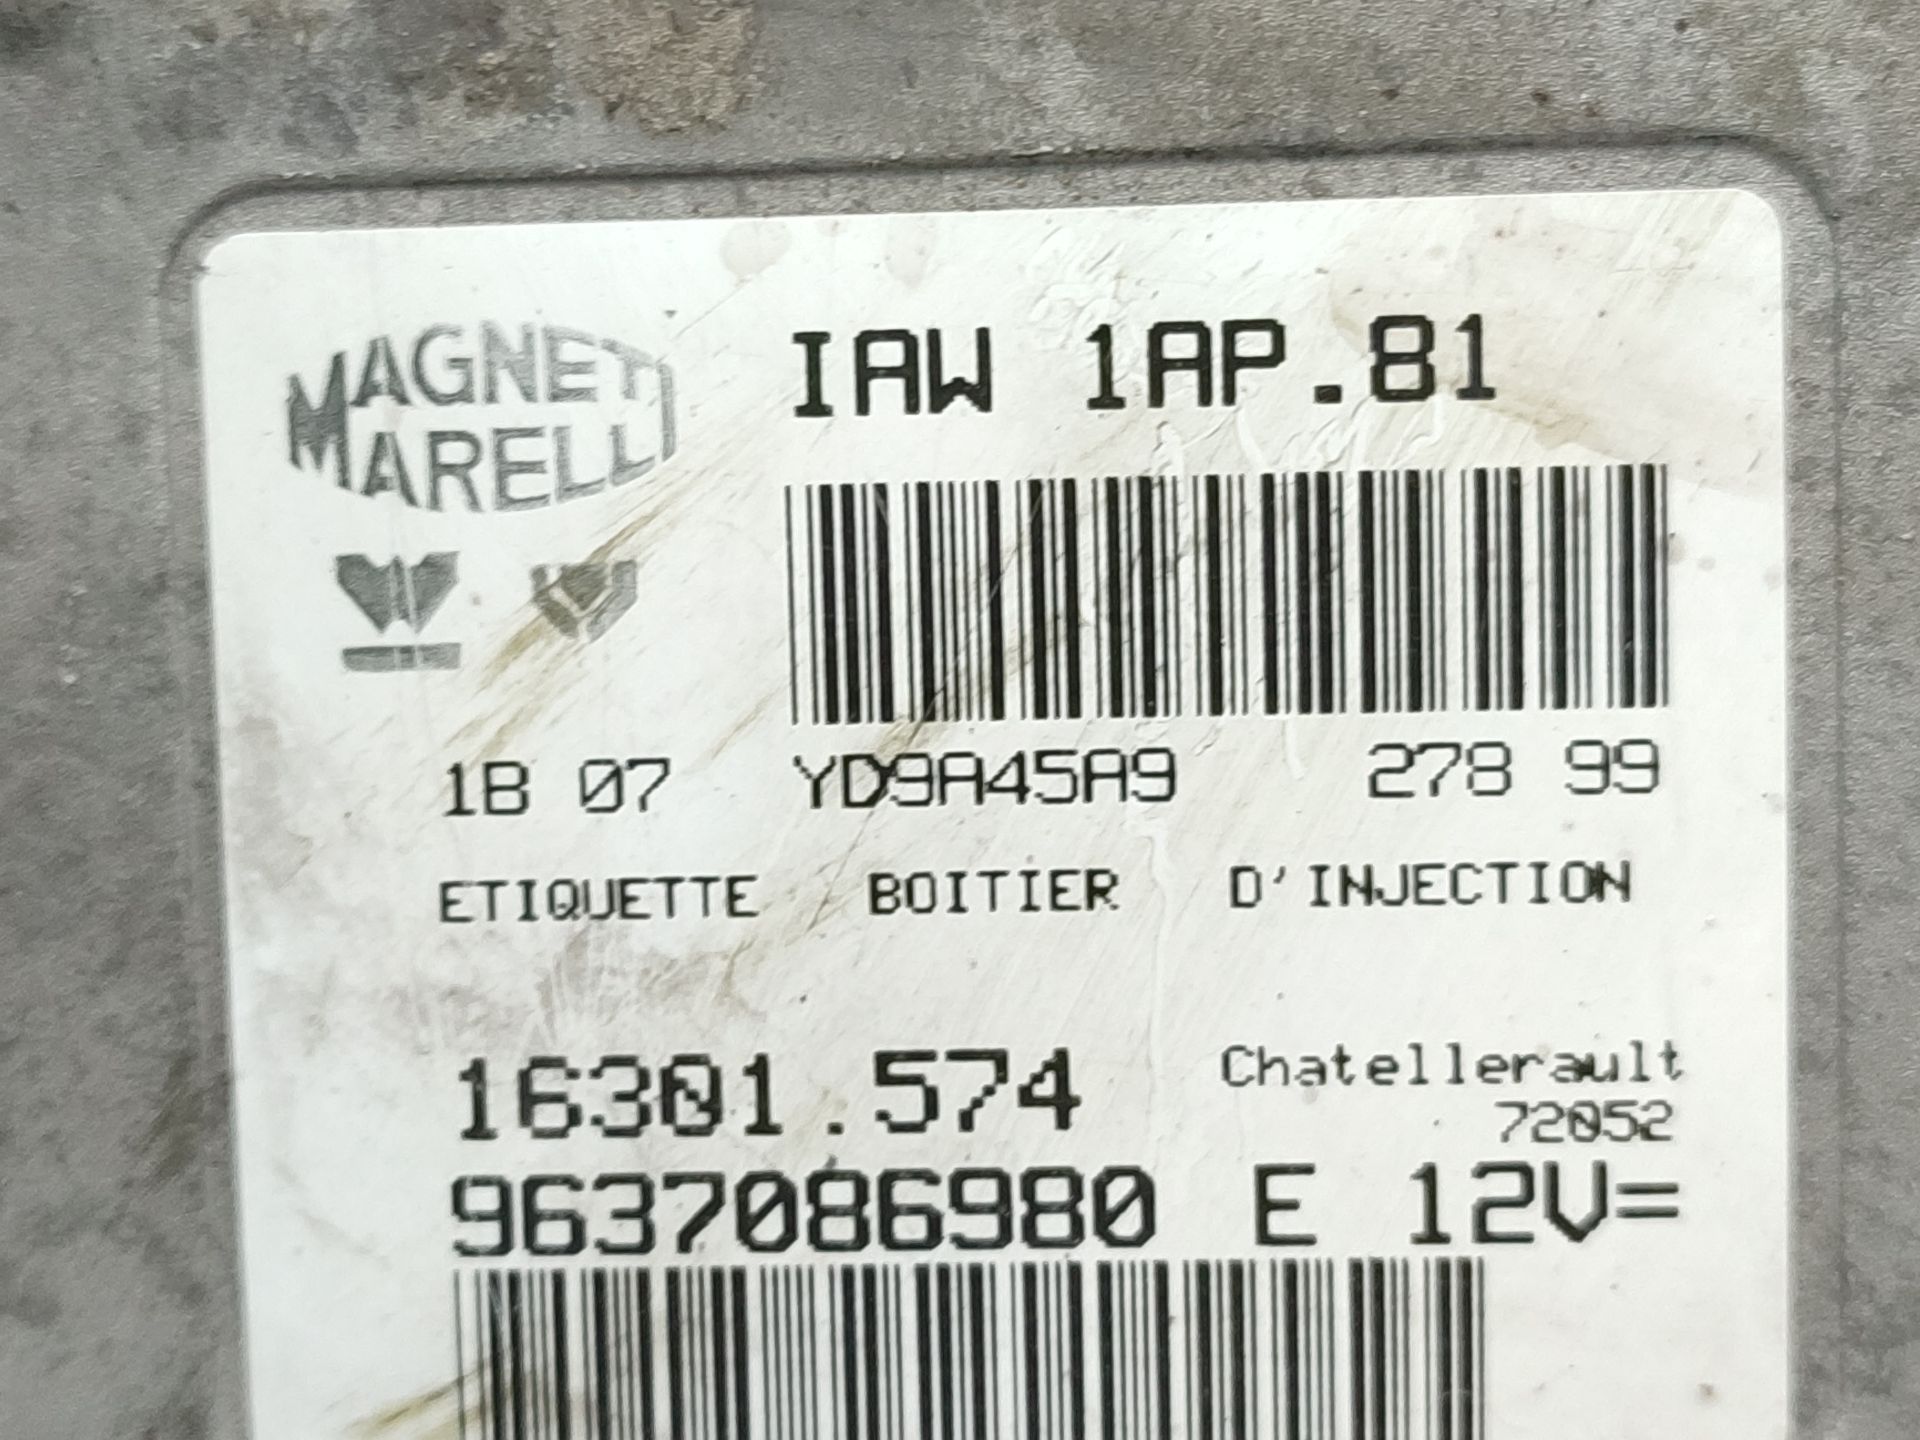 MAGNETI
MARELLI
IAW 1AP.81
1B 07 YD9A45A9 278 99
ETIQUETTE BOITIER D'INJECTION
16301.574
Chatellerault
72052
9637086980 E 12V=